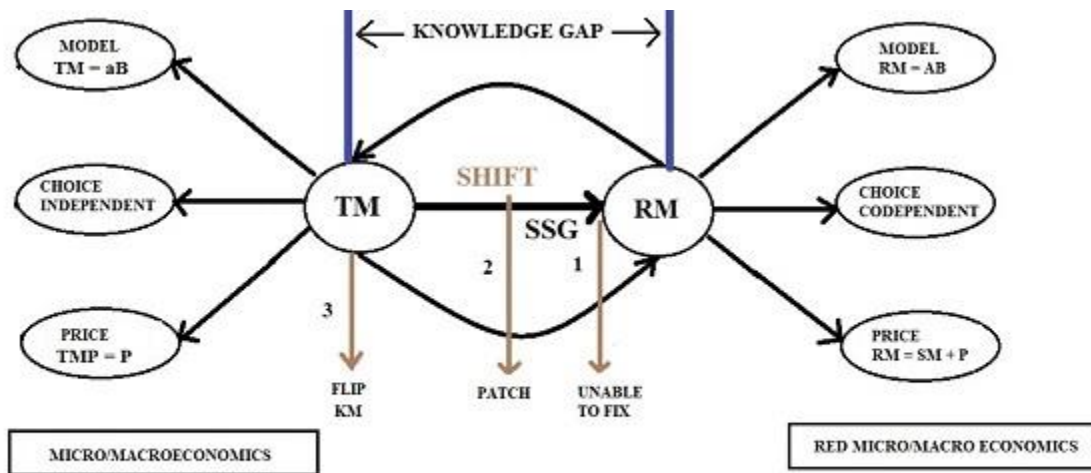 KNOWLEDGE GAP
MODEL
TM = aB
MODEL
RM = AB
CHOICE
INDEPENDENT
TM
SHIFT
SSG
RM
CHOICE
CODEPENDENT
2
1
3
PRICE
TMP = P
PRICE
RM = SM + P
FLIP
KM
PATCH
UNABLE
TO FIX
MICRO/MACROECONOMICS
RED MICRO/MACRO ECONOMICS